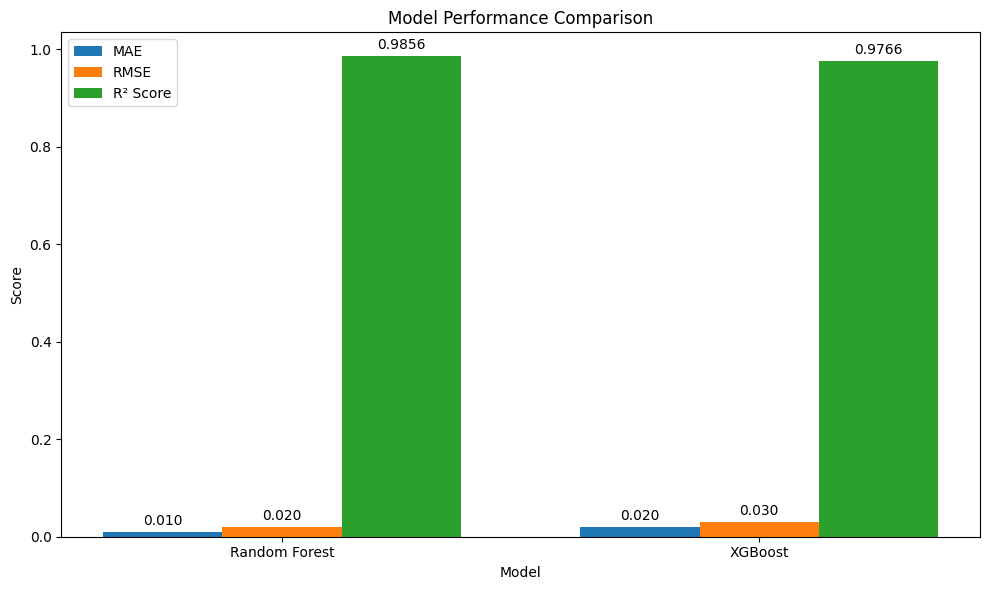 Model Performance Comparison
MAE
RMSE
R² Score
0.9856
0.9766
0.010
0.020
0.020
0.030
1.0
0.8
0.6
0.4
0.2
0.0
Score
Random Forest
XGBoost
Model